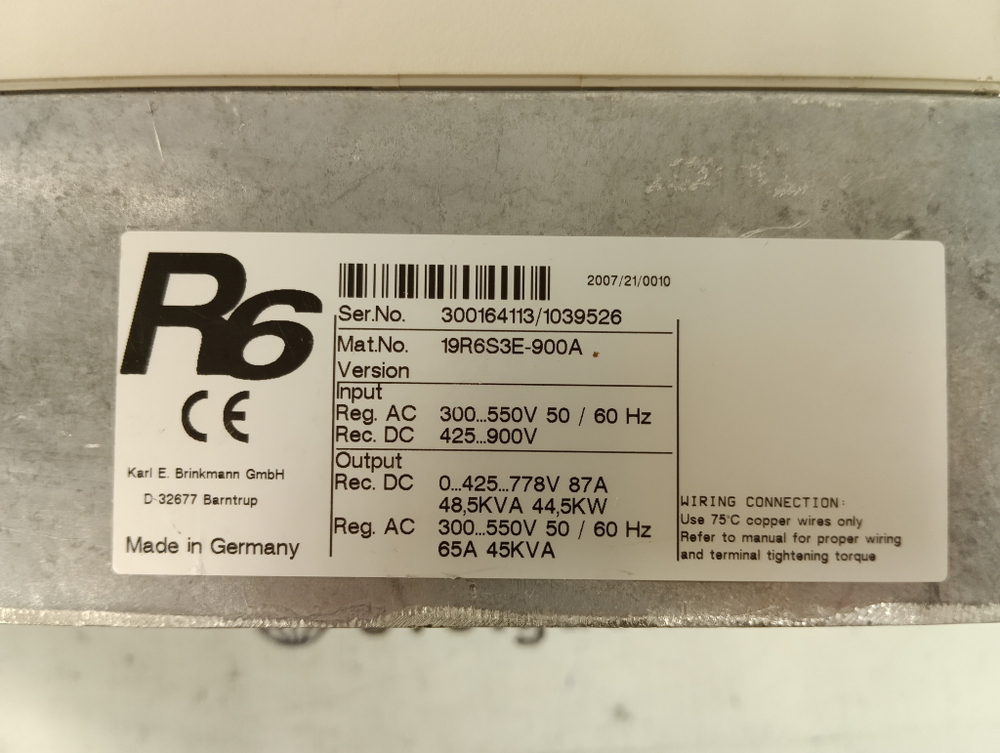 R6
CE
Karl E. Brinkmann GmbH
D-32677 Barntrup
Made in Germany
2007/21/0010
Ser.No. 300164113/1039526
Mat.No. 19R6S3E-900A
Version
Input
Reg. AC 300...550V 50 / 60 Hz
Rec. DC 425...900V
Output
Rec. DC 0...425...778V 87A
48,5KVA 44,5KW
Reg. AC 300...550V 50 / 60 Hz
65A 45KVA
WIRING CONNECTION:
Use 75°C copper wires only
Refer to manual for proper wiring
and terminal tightening torque